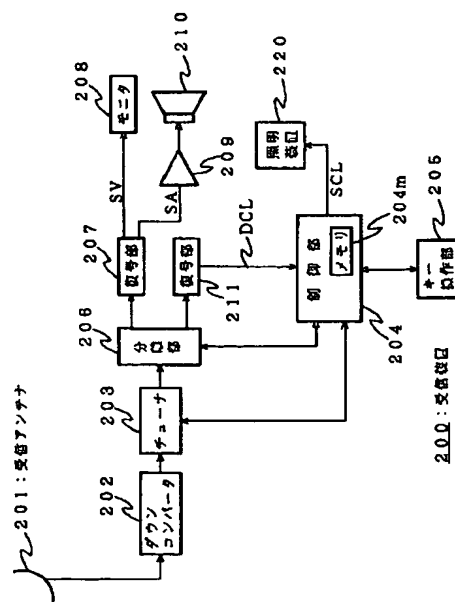 201:受信アンテナ
202
ダウン
コンバータ
203
チューナ
206
分離部
207
復号部
SV
208
モニタ
SA
209
210
復号部
211
DCL
制御部
メモリ
204m
204
SCL
照明装置
220
キー
操作部
205
200:受信装置